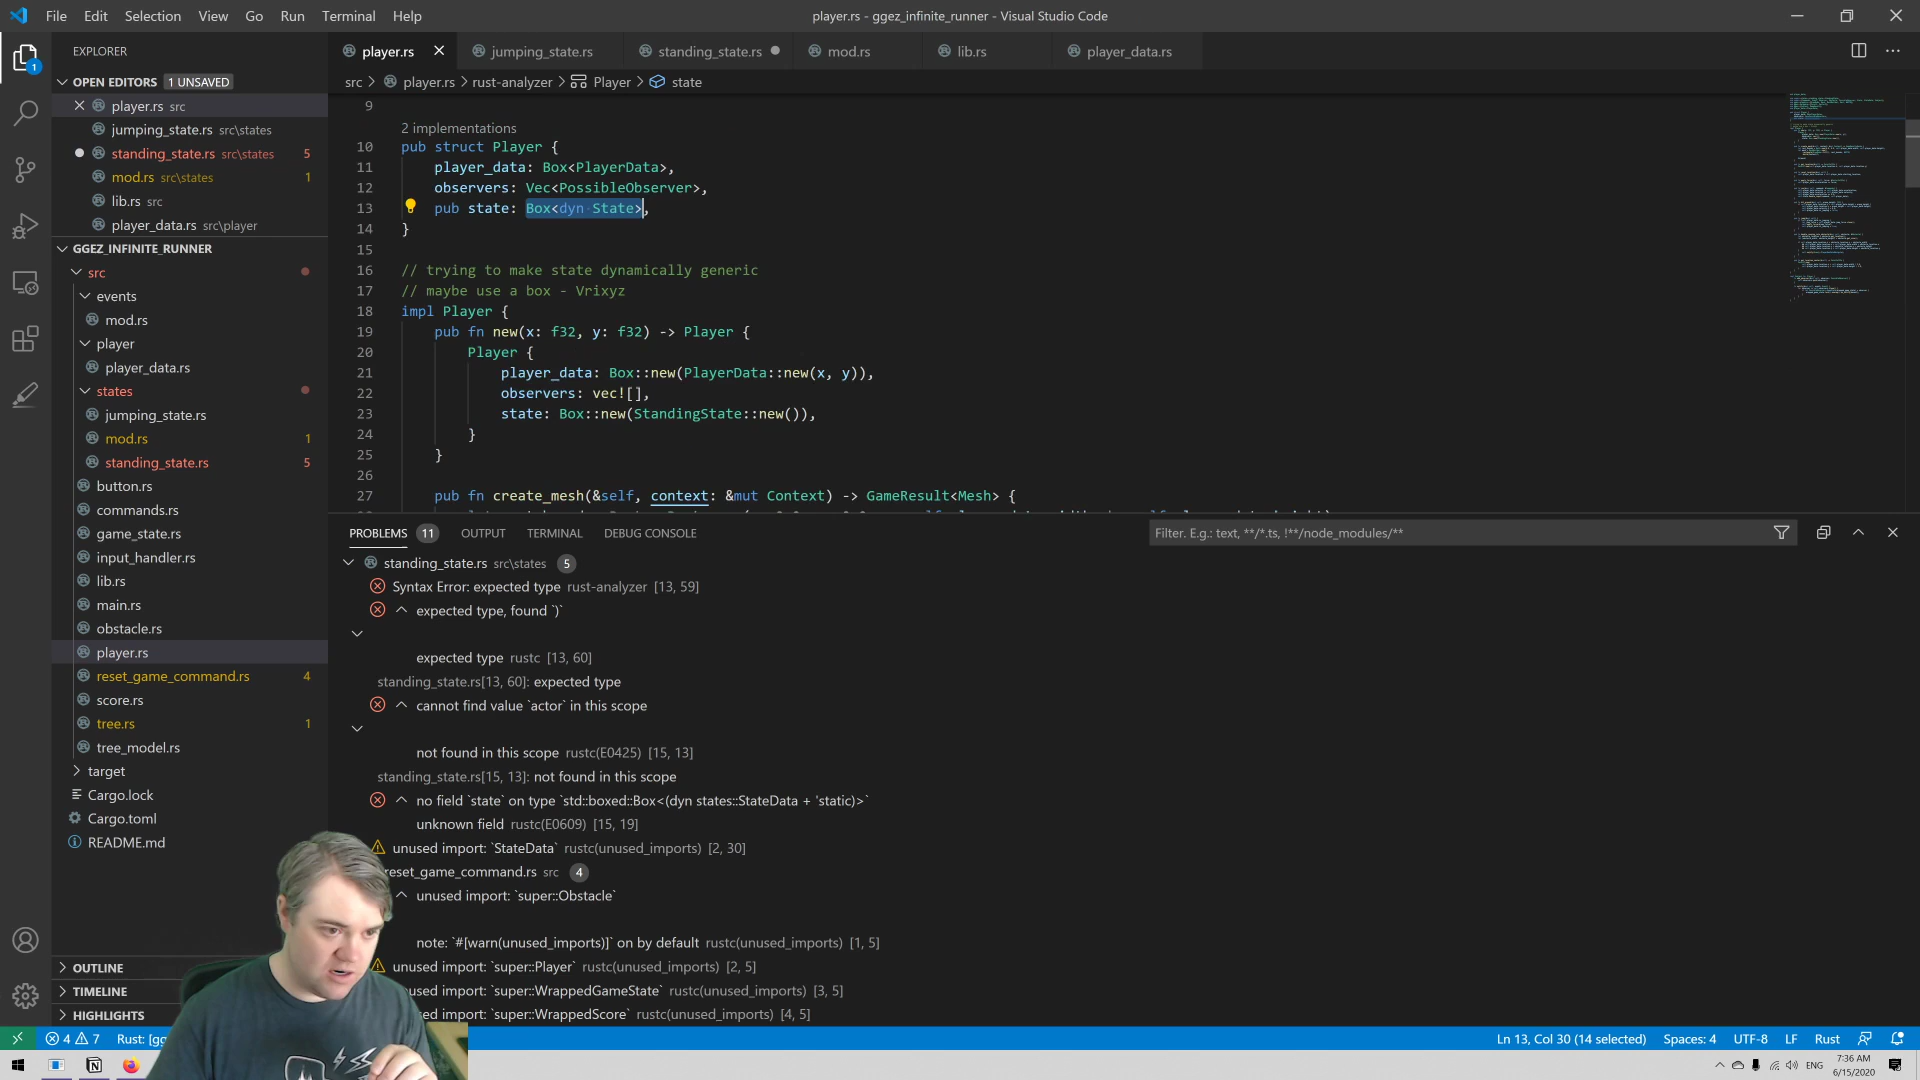 File Edit Selection View Go Run Terminal Help
player.rs - ggez_infinite_runner - Visual Studio Code
EXPLORER
player.rs jumping_state.rs standing_state.rs mod.rs lib.rs player_data.rs
OPEN EDITORS 1 UNSAVED
src player.rs rust-analyzer Player state
player.rs src
jumping_state.rs src\states
standing_state.rs src\states 5
mod.rs src\states 1
lib.rs src
player_data.rs src\player
GGEZ_INFINITE_RUNNER
src
events
mod.rs
player
player_data.rs
states
jumping_state.rs
mod.rs 1
standing_state.rs 5
button.rs
commands.rs
game_state.rs
input_handler.rs
lib.rs
main.rs
obstacle.rs
player.rs
reset_game_command.rs 4
score.rs
tree.rs 1
tree_model.rs
target
Cargo.lock
Cargo.toml
README.md
OUTLINE
TIMELINE
HIGHLIGHTS
9
2 implementations
10 pub struct Player {
11 player_data: Box<PlayerData>,
12 observers: Vec<PossibleObserver>,
13 pub state: Box<dyn State>,
14 }
15
16 // trying to make state dynamically generic
17 // maybe use a box - Vrixyz
18 impl Player {
19 pub fn new(x: f32, y: f32) -> Player {
20 Player {
21 player_data: Box::new(PlayerData::new(x, y)),
22 observers: vec![],
23 state: Box::new(StandingState::new()),
24 }
25 }
26
27 pub fn create_mesh(&self, context: &mut Context) -> GameResult<Mesh> {
PROBLEMS 11 OUTPUT TERMINAL DEBUG CONSOLE
Filter. E.g.: text, **/*.ts, !**/node_modules/**
standing_state.rs src\states 5
Syntax Error: expected type rust-analyzer [13, 59]
^ expected type, found `)`
expected type rustc [13, 60]
standing_state.rs[13, 60]: expected type
^ cannot find value `actor` in this scope
not found in this scope rustc(E0425) [15, 13]
standing_state.rs[15, 13]: not found in this scope
^ no field `state` on type `std::boxed::Box<(dyn states::StateData + 'static)>`
unknown field rustc(E0609) [15, 19]
unused import: `StateData` rustc(unused_imports) [2, 30]
reset_game_command.rs src 4
^ unused import: `super::Obstacle`
note: `#[warn(unused_imports)]` on by default rustc(unused_imports) [1, 5]
unused import: `super::Player` rustc(unused_imports) [2, 5]
used import: `super::WrappedGameState` rustc(unused_imports) [3, 5]
used import: `super::WrappedScore` rustc(unused_imports) [4, 5]
4 7 Rust: [gg
Ln 13, Col 30 (14 selected) Spaces: 4 UTF-8 LF Rust
ENG
7:36 AM
6/15/2020